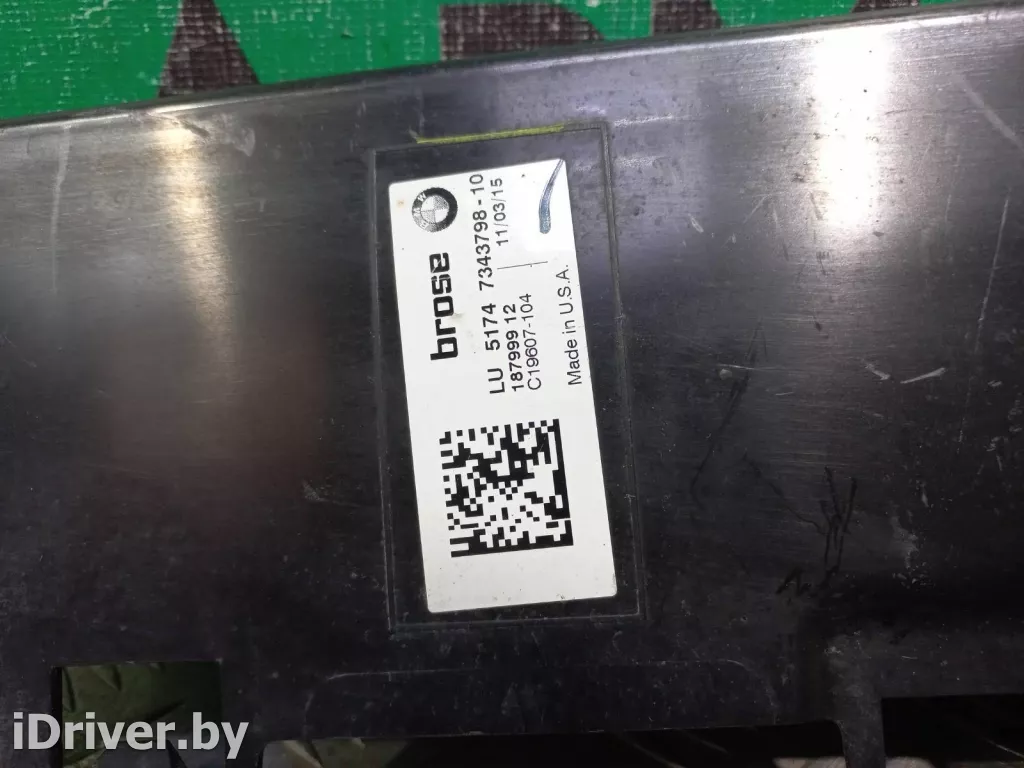 brose
LU 5174 7343798-10
18799912 11/03/15
C19607-104
Made in U.S.A.
iDriver.by